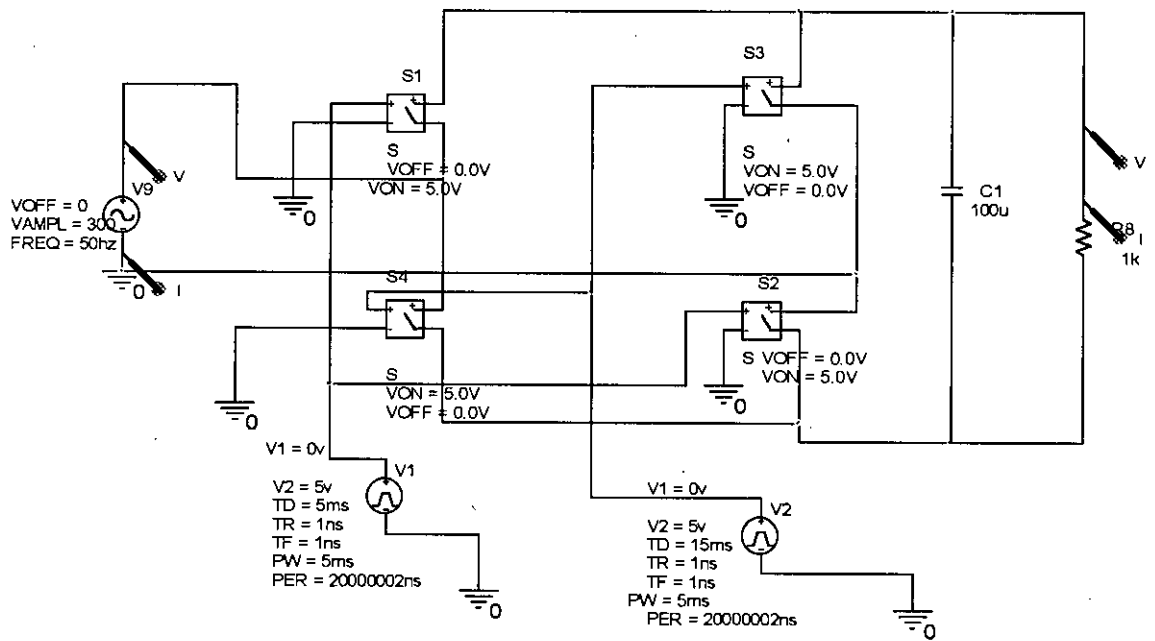 S1
S
VOFF = 0.0V
VON = 5.0V
0
S3
S
VON = 5.0V
VOFF = 0.0V
0
V9
VOFF = 0
VAMPL = 300
FREQ = 50hz
V
0
I
C1
100u
V
R8
I
1k
S4
S
VON = 5.0V
VOFF = 0.0V
0
S2
S VOFF = 0.0V
VON = 5.0V
0
V1 = 0v
V1
V2 = 5v
TD = 5ms
TR = 1ns
TF = 1ns
PW = 5ms
PER = 20000002ns
0
V1 = 0v
V2
V2 = 5v
TD = 15ms
TR = 1ns
TF = 1ns
PW = 5ms
PER = 20000002ns
0